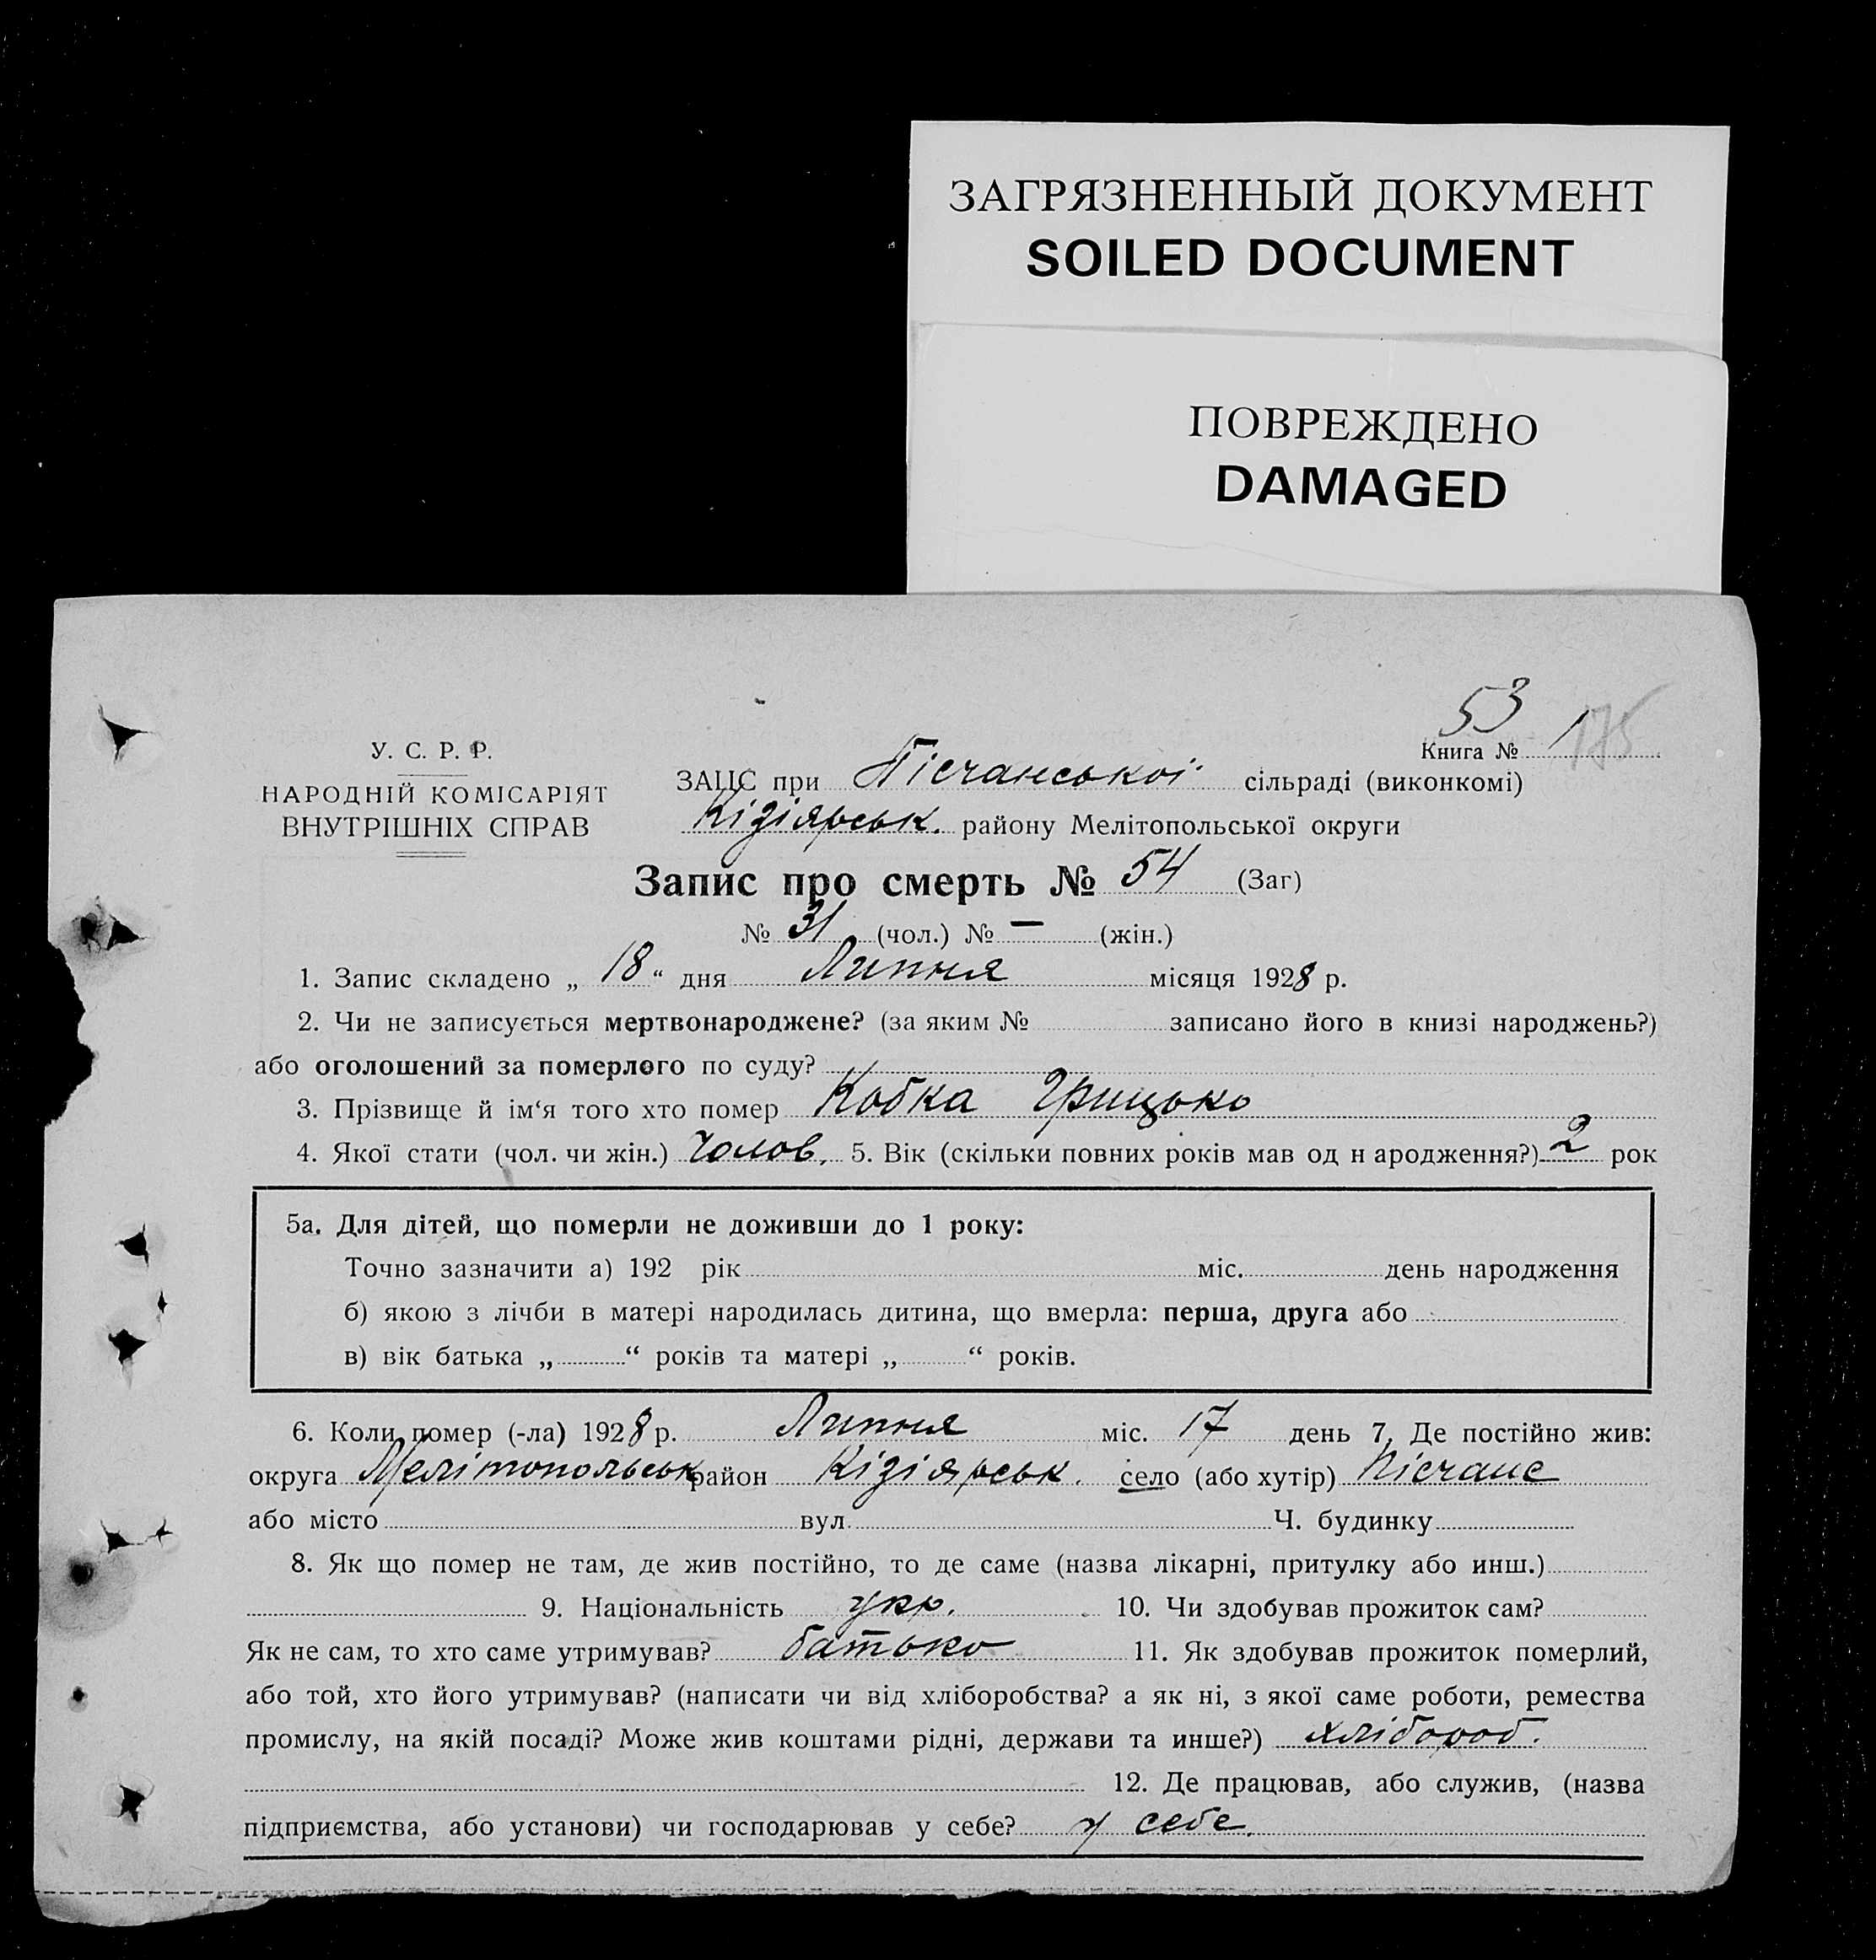 ЗАГРЯЗНЕННЫЙ ДОКУМЕНТ
SOILED DOCUMENT
ПОВРЕЖДЕНО
DAMAGED
53
175
У. С. Р. Р.
Книга № 1
НАРОДНІЙ КОМІСАРІЯТ
ВНУТРІШНІХ СПРАВ
ЗАЦС при Пісчанської сільраді (виконкомі)
Кізіярськ. району Мелітопольської округи
Запис про смерть № 54 (Заг)
№ 31 (чол.) № — (жін.)
1. Запис складено „ 18 “ дня Липня місяця 1928 р.
2. Чи не записується мертвонароджене? (за яким № записано його в книзі народжень?)
або оголошений за померлого по суду?
3. Прізвище й ім‘я того хто помер Кобка Грицько
4. Якої стати (чол. чи жін.) Чолов. 5. Вік (скільки повних років мав од н ародження?) 2 рок
5а. Для дітей, що померли не доживши до 1 року:
Точно зазначити а) 192 рік міс. день народження
б) якою з лічби в матері народилась дитина, що вмерла: перша, друга або
в) вік батька „ “ років та матері „ “ років.
6. Коли помер (-ла) 1928 р. Липня міс. 17 день 7. Де постійно жив:
округа Мелітопольськ район Кізіярськ. село (або хутір) Пісчане
або місто вул. Ч. будинку
8. Як що помер не там, де жив постійно, то де саме (назва лікарні, притулку або инш.)
9. Національність укр. 10. Чи здобував прожиток сам?
Як не сам, то хто саме утримував? батько 11. Як здобував прожиток померлий,
або той, хто його утримував? (написати чи від хліборобства? а як ні, з якої саме роботи, ремества
промислу, на якій посаді? Може жив коштами рідні, держави та инше?) хлібороб.
12. Де працював, або служив, (назва
підприємства, або установи) чи господарював у себе? у себе.